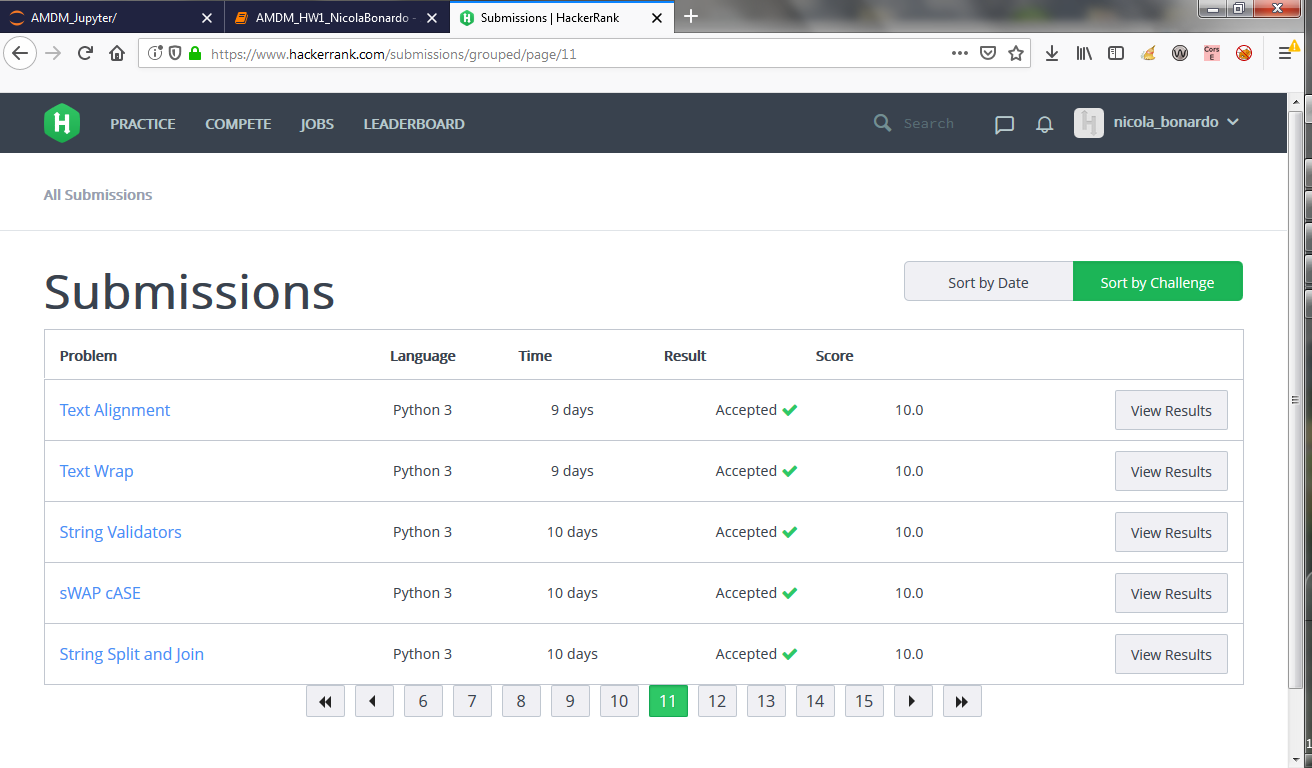 AMDM_Jupyter/
AMDM_HW1_NicolaBonardo -
Submissions | HackerRank
https://www.hackerrank.com/submissions/grouped/page/11
Cors
E
H
PRACTICE COMPETE JOBS LEADERBOARD
Search
nicola_bonardo
All Submissions
Submissions
Sort by Date
Sort by Challenge
Problem Language Time Result Score
Text Alignment Python 3 9 days Accepted 10.0 View Results
Text Wrap Python 3 9 days Accepted 10.0 View Results
String Validators Python 3 10 days Accepted 10.0 View Results
sWAP cASE Python 3 10 days Accepted 10.0 View Results
String Split and Join Python 3 10 days Accepted 10.0 View Results
6 7 8 9 10 11 12 13 14 15